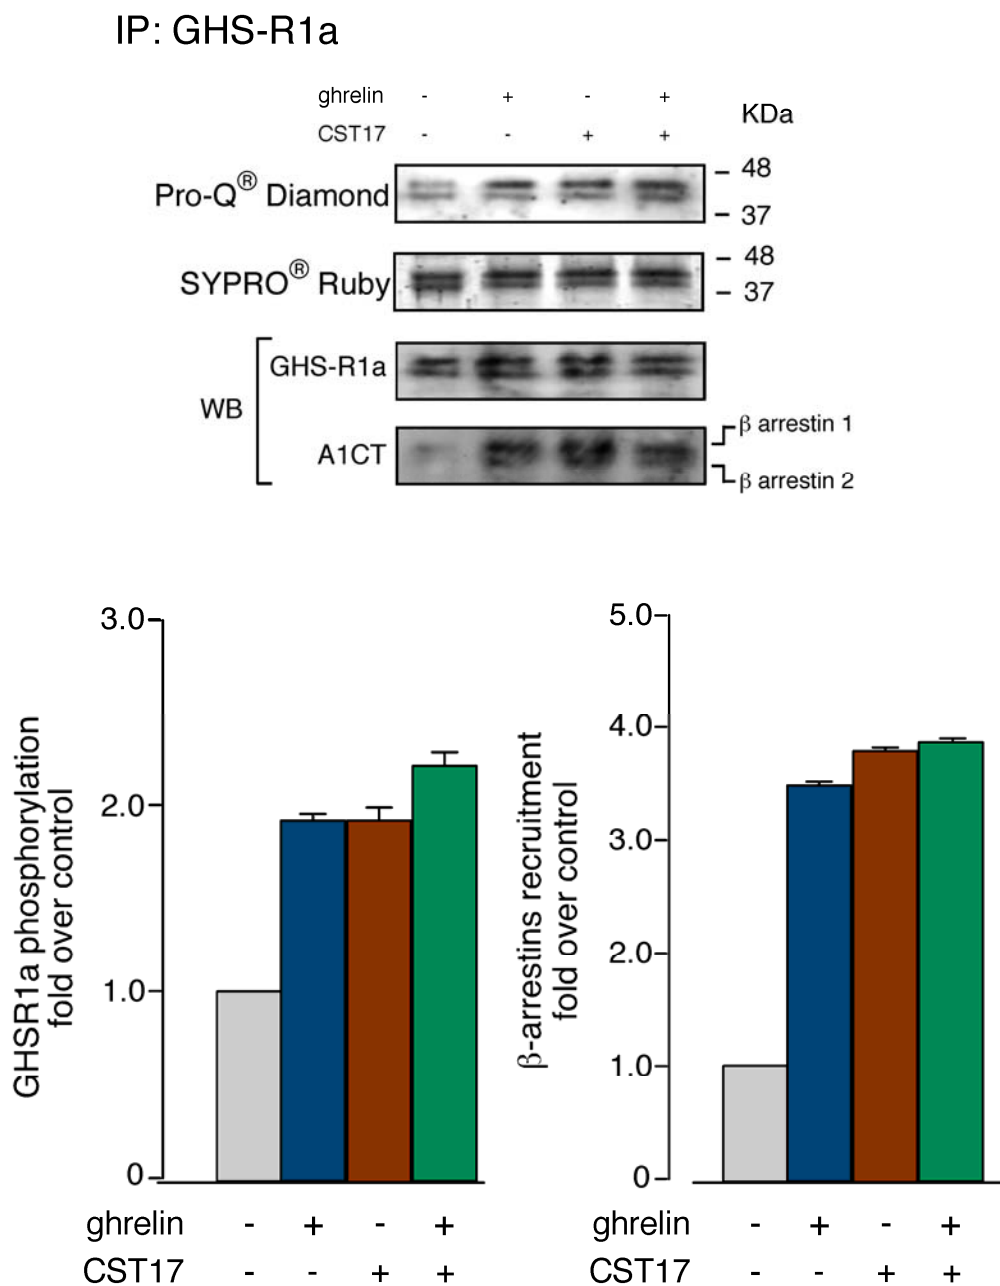 IP: GHS-R1a
ghrelin - + - +
KDa
CST17 - - + +
Pro-Q® Diamond
48
37
SYPRO® Ruby
48
37
WB
GHS-R1a
A1CT
β arrestin 1
β arrestin 2
GHSR1a phosphorylation
fold over control
3.0
2.0
1.0
0
ghrelin - + - +
CST17 - - + +
β-arrestins recruitment
fold over control
5.0
4.0
3.0
2.0
1.0
0
ghrelin - + - +
CST17 - - + +